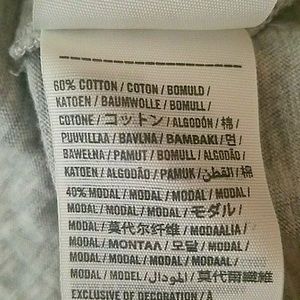 60% COTTON / COTON / BOMULD /
KATOEN / BAUMWOLLE / BOMULL /
COTONE / コットン / ALGODÓN / 棉 /
PUUVILLAA / BAVLNA / BAMBAKI / 면 /
BAWEŁNA / PAMUT / BOMULL / ALGODÃO /
KATOEN / ALGODÃO / PAMUK / القطن / 棉
40% MODAL / MODAL / MODAL / MODAL /
MODAL / MODAL / MODAL / モダル /
MODAL / 莫代尔纤维 / MODAALIA /
MODAL / MONTAA / 모달 / MODAL /
MODAL / MODAL / MODAL / MODAAL /
MODAL / MODEL / المودال / 莫代爾纖維
EXCLUSIVE OF DECORATION / À